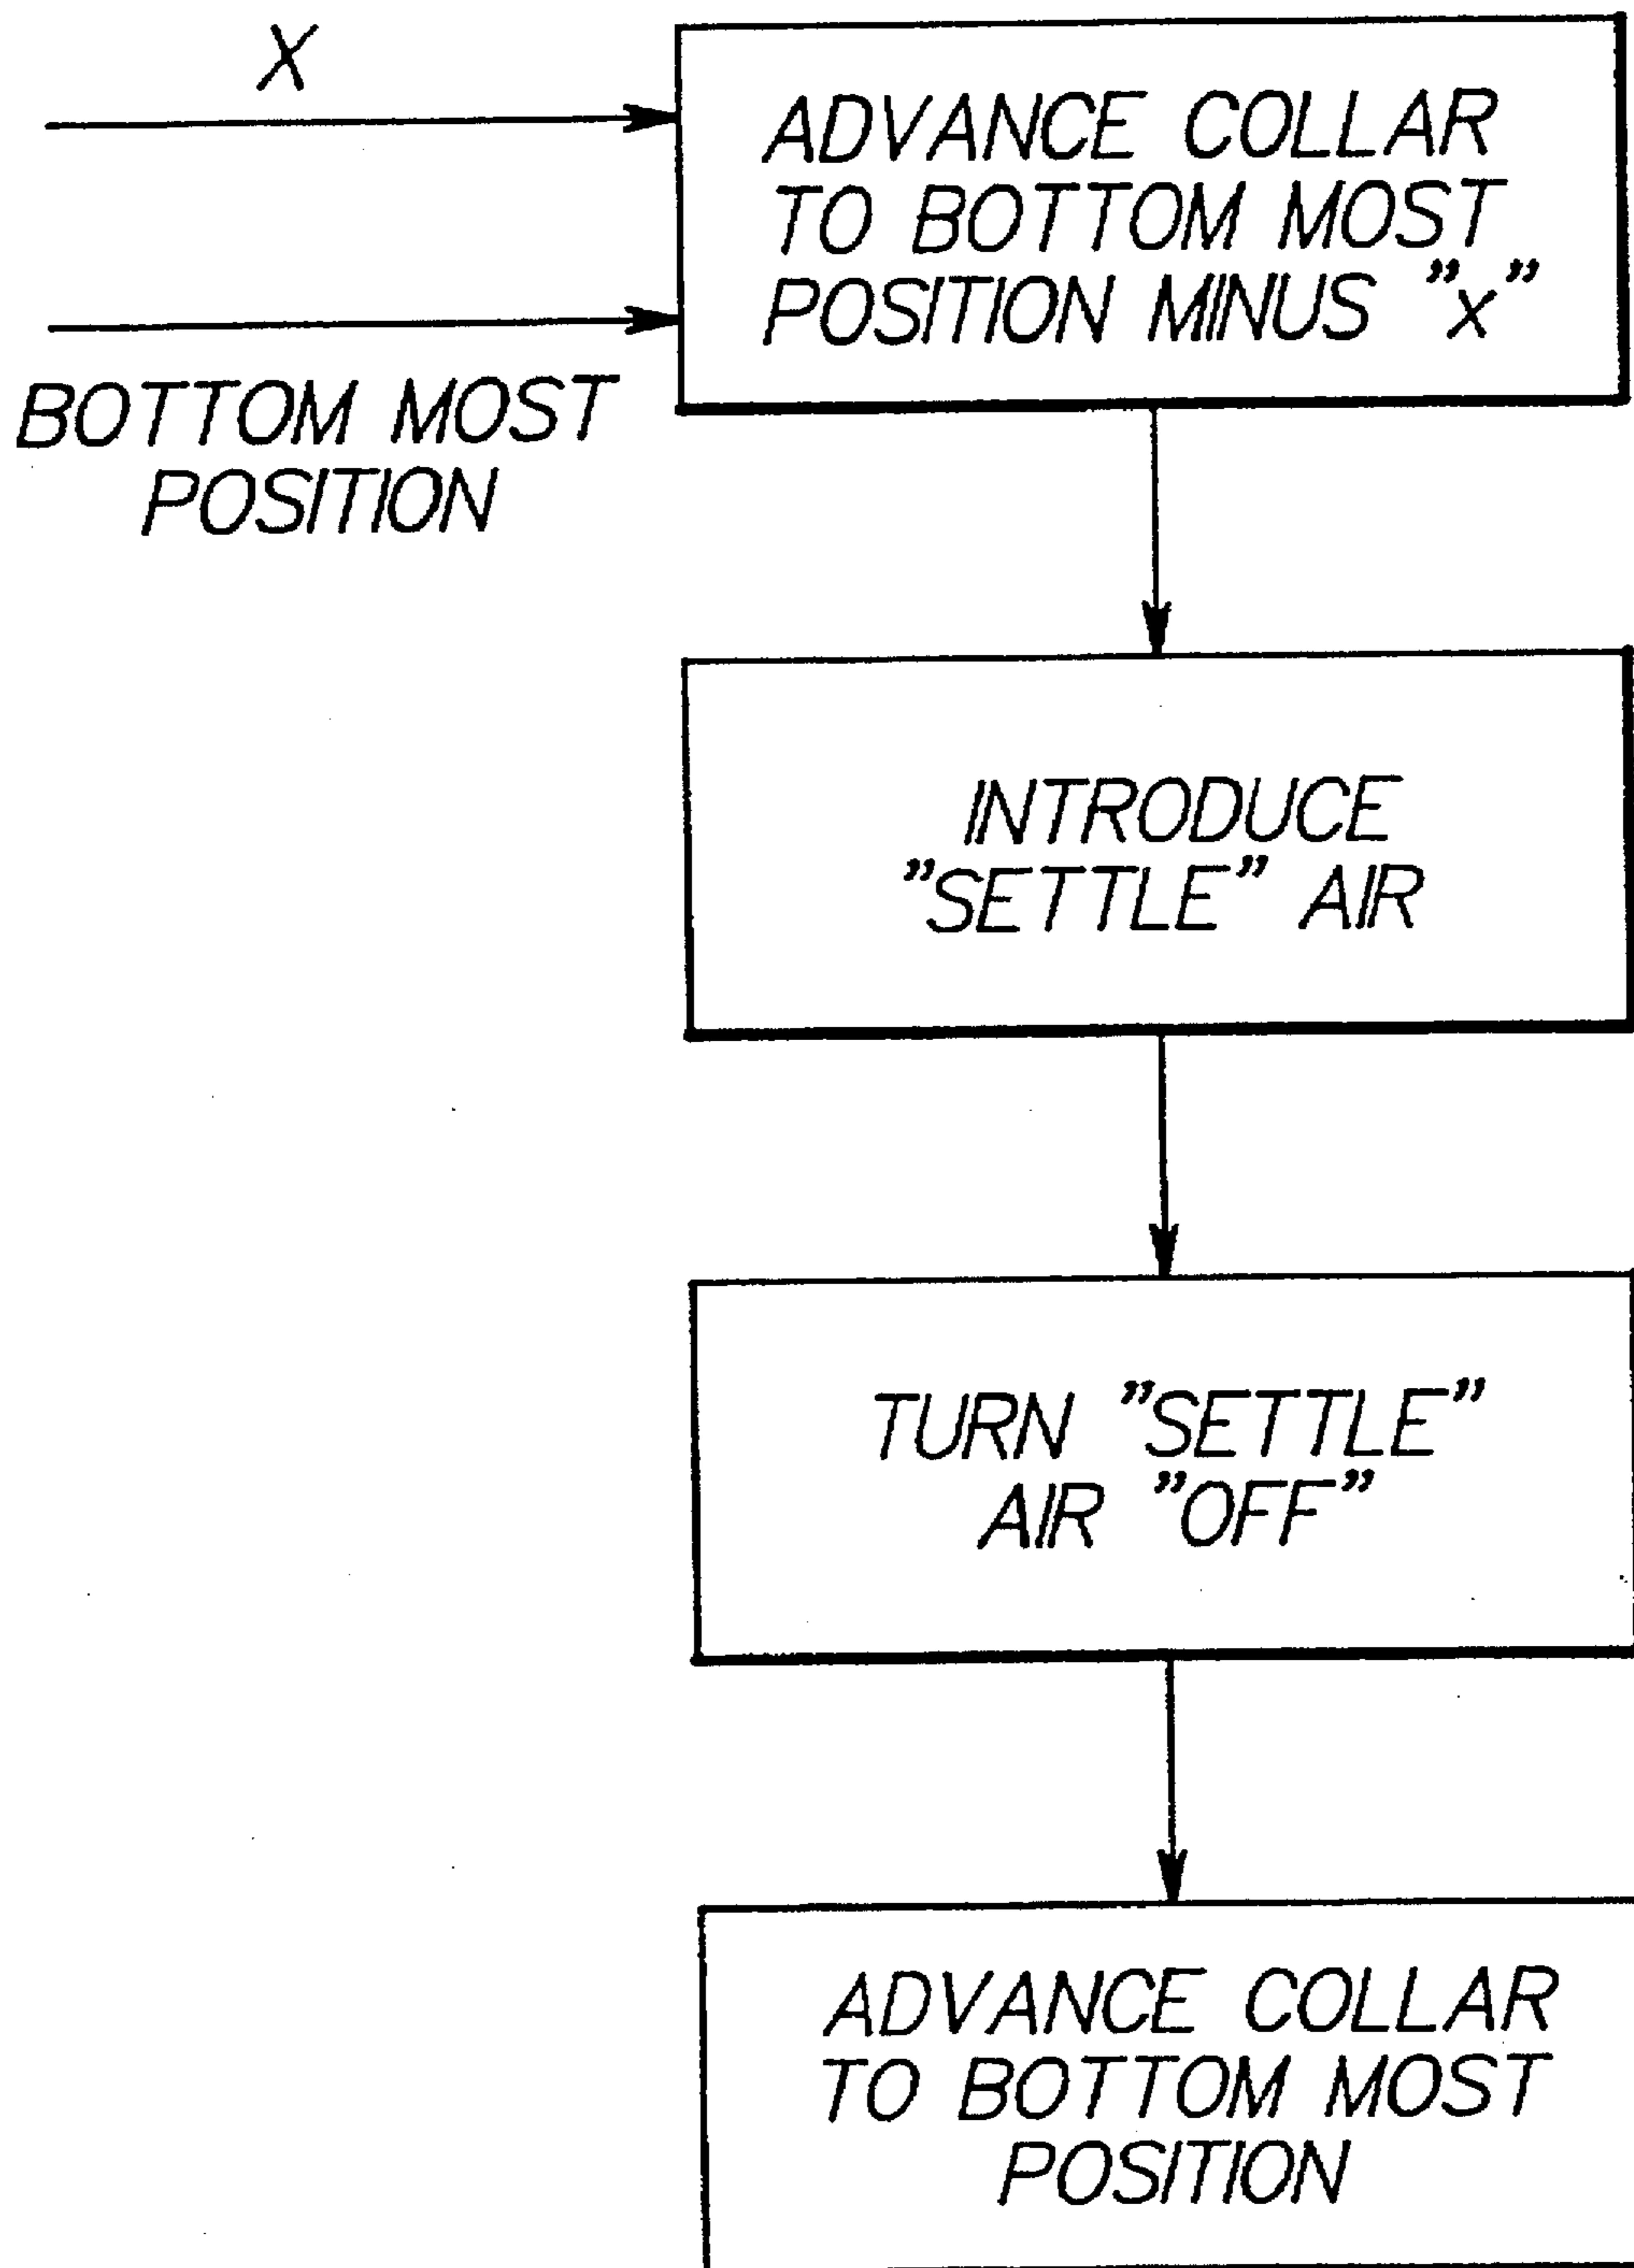 X
ADVANCE COLLAR
TO BOTTOM MOST
POSITION MINUS "x"
BOTTOM MOST
POSITION
INTRODUCE
"SETTLE" AIR
TURN "SETTLE"
AIR "OFF"
ADVANCE COLLAR
TO BOTTOM MOST
POSITION